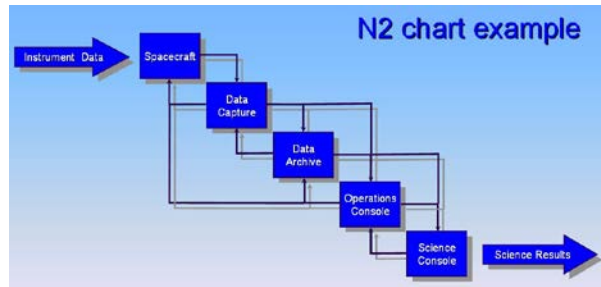 N2 chart example
Instrument Data
Spacecraft
Data
Capture
Data
Archive
Operations
Console
Science
Console
Science Results